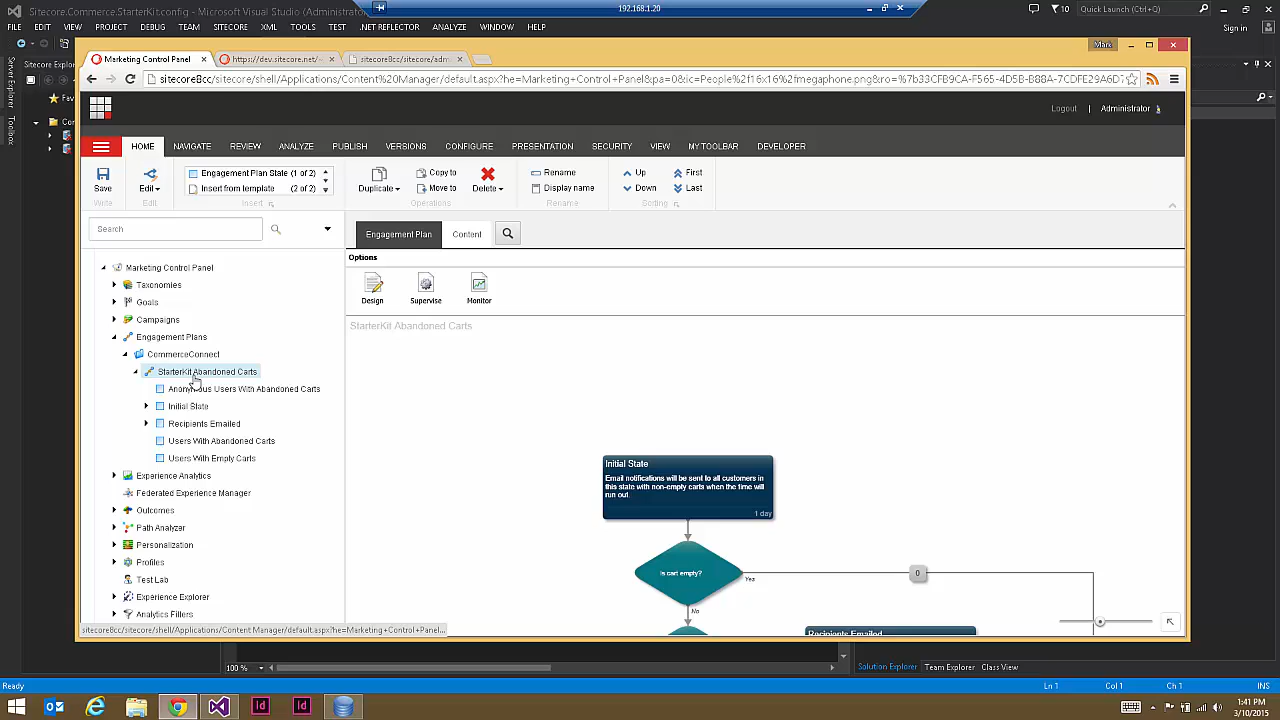 Sitecore.Commerce.StarterKit.config - Microsoft Visual Studio (Administrator
192.168.1.20
10
Quick Launch (Ctrl+Q)
FILE EDIT VIEW PROJECT DEBUG TEAM SITECORE XML TOOLS TEST .NET REFLECTOR ANALYZE WINDOW HELP
Sign in
Mark
Marketing Control Panel
https://dev.sitecore.net/
sitecore8cc/sitecore/adm
Sitecore Explorer
Toolbox
Fav
Co
sitecore8cc/sitecore/shell/Applications/Content%20Manager/default.aspx?he=Marketing+Control+Panel&pa=0&ic=People%2f16x16%2fmegaphone.png&ro=%7b33CFB9CA-F565-4D5B-B88A-7CDFE29A6D7
Logout | Administrator
HOME NAVIGATE REVIEW ANALYZE PUBLISH VERSIONS CONFIGURE PRESENTATION SECURITY VIEW MY TOOLBAR DEVELOPER
Save
Write
Edit
Edit
Engagement Plan State (1 of 2)
Insert from template (2 of 2)
Insert
Duplicate
Copy to
Move to
Delete
Operations
Rename
Display name
Rename
Up
Down
First
Last
Sorting
Search
Engagement Plan
Content
Options
Design
Supervise
Monitor
StarterKit Abandoned Carts
Marketing Control Panel
Taxonomies
Goals
Campaigns
Engagement Plans
CommerceConnect
StarterKit Abandoned Carts
Anonymous Users With Abandoned Carts
Initial State
Recipients Emailed
Users With Abandoned Carts
Users With Empty Carts
Experience Analytics
Federated Experience Manager
Outcomes
Path Analyzer
Personalization
Profiles
Test Lab
Experience Explorer
Analytics Filters
Initial State
Email notifications will be sent to all customers in
this state with non-empty carts when the time will
run out.
1 day
Is cart empty?
Yes
0
No
Recipients Emailed
sitecore8cc/sitecore/shell/Applications/Content Manager/default.aspx?he=Marketing+Control+Panel...
100 %
Solution Explorer Team Explorer Class View
Ready
Ln 1
Col 1
Ch 1
INS
1:41 PM
3/10/2015